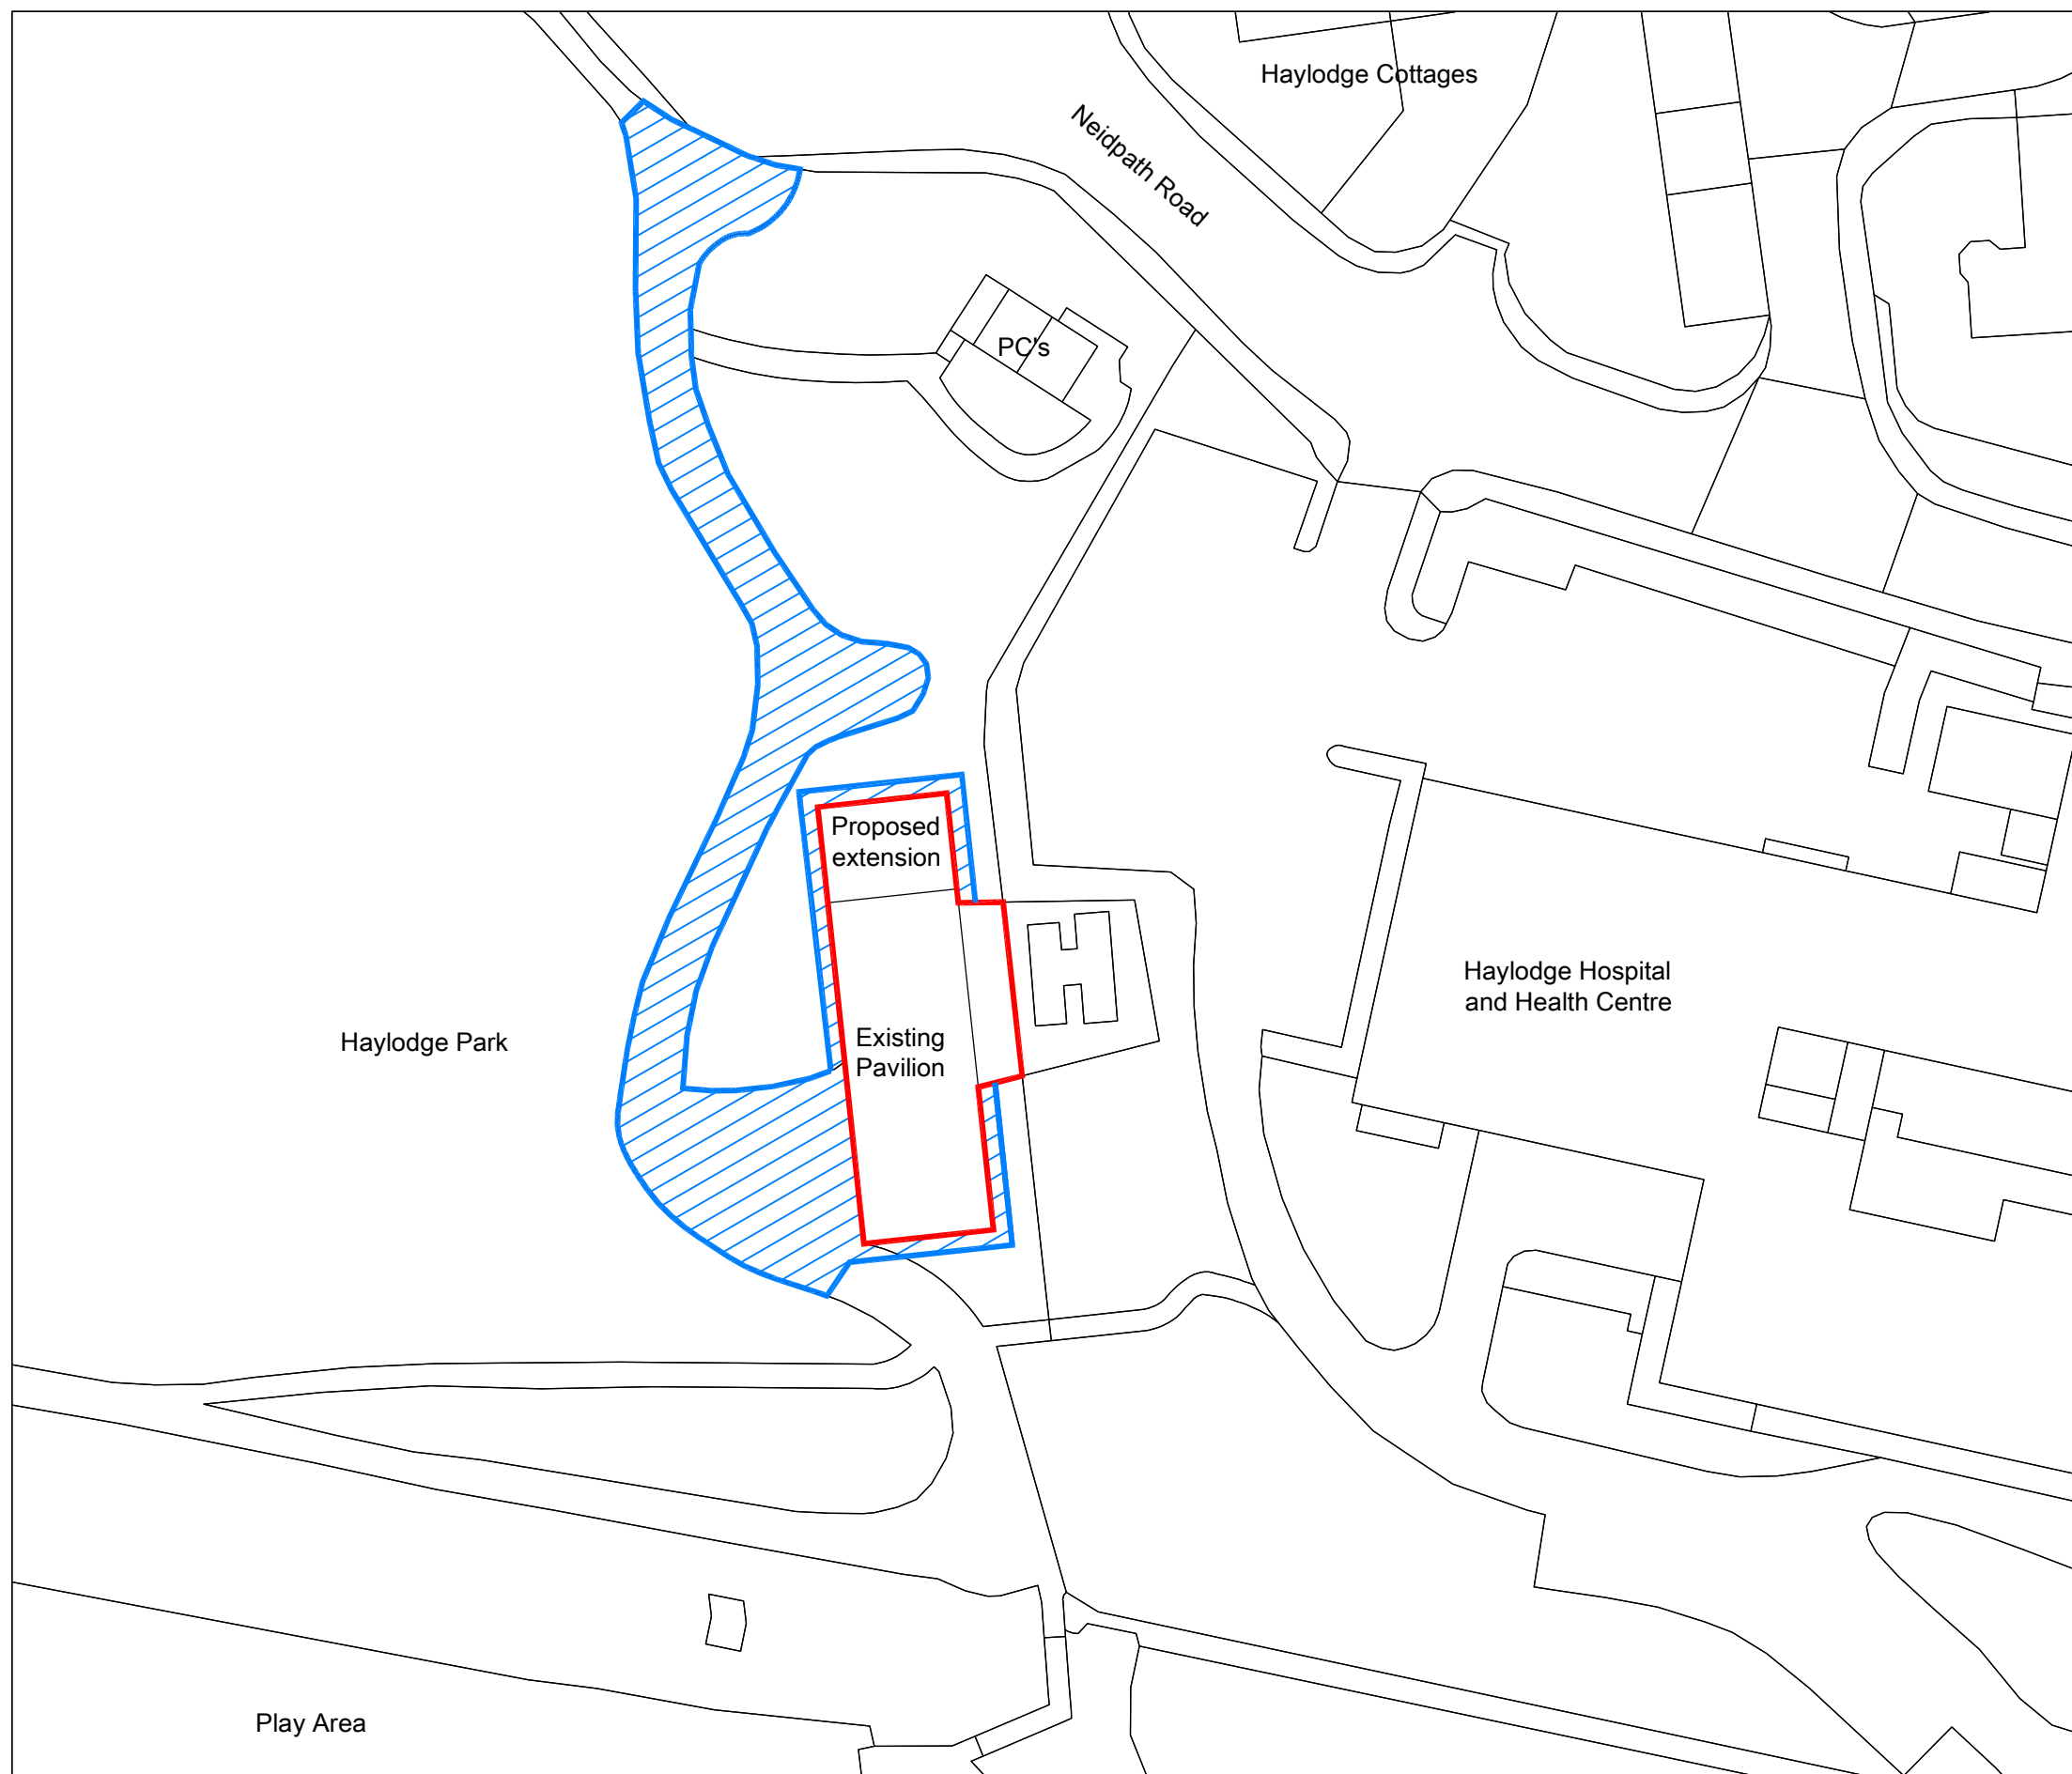 Haylodge Cottages
Neidpath Road
PC's
Proposed
extension
Haylodge Hospital
and Health Centre
Existing
Pavilion
Haylodge Park
Play Area